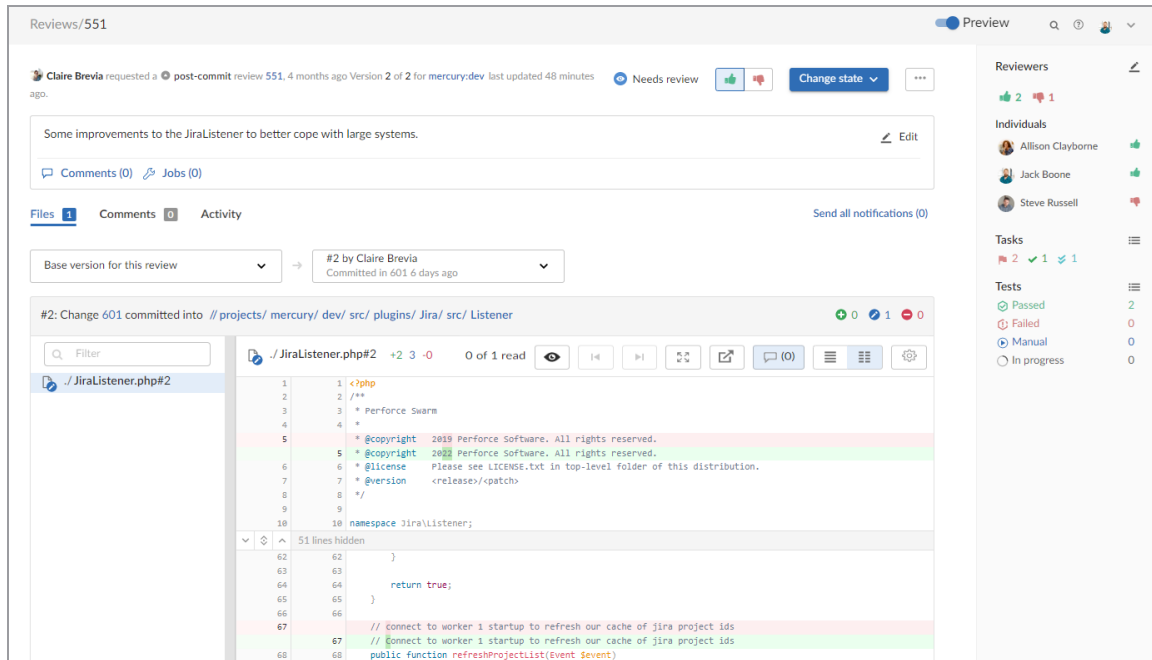 Reviews/551
Preview
Claire Brevia requested a post-commit review 551, 4 months ago Version 2 of 2 for mercury:dev last updated 48 minutes
ago.
Needs review
Change state
...
Some improvements to the JiraListener to better cope with large systems.
Edit
Comments (0) Jobs (0)
Files 1 Comments 0 Activity
Send all notifications (0)
Base version for this review
#2 by Claire Brevia
Committed in 601 6 days ago
#2: Change 601 committed into // projects/ mercury/ dev/ src/ plugins/ Jira/ src/ Listener
0 1 0
Filter
./ JiraListener.php#2
./ JiraListener.php#2 +2 3 -0 0 of 1 read
(0)
1 1 <?php
2 2 /**
3 3 * Perforce Swarm
4 4 *
5 * @copyright 2019 Perforce Software. All rights reserved.
5 * @copyright 2022 Perforce Software. All rights reserved.
6 6 * @license Please see LICENSE.txt in top-level folder of this distribution.
7 7 * @version <release>/<patch>
8 8 */
9 9
10 10 namespace Jira\Listener;
51 lines hidden
62 62 }
63 63
64 64 return true;
65 65 }
66 66
67 // connect to worker 1 startup to refresh our cache of jira project ids
67 // Connect to worker 1 startup to refresh our cache of jira project ids
68 68 public function refreshProjectList(Event $event)
Reviewers
2 1
Individuals
Allison Clayborne
Jack Boone
Steve Russell
Tasks
2 1 1
Tests
Passed 2
Failed 0
Manual 0
In progress 0